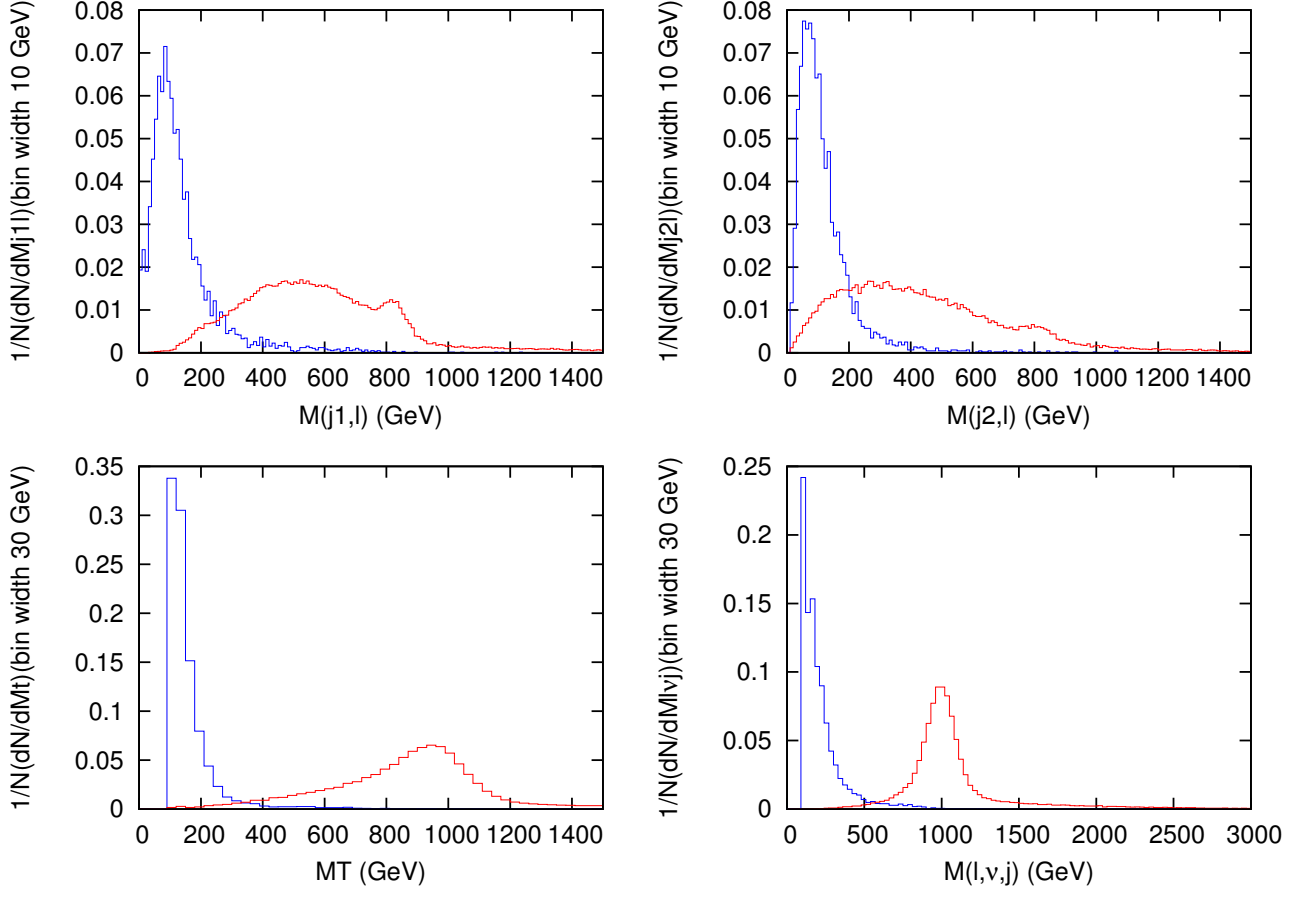 1/N(dN/dMj1l)(bin width 10 GeV)
0.08
0.07
0.06
0.05
0.04
0.03
0.02
0.01
0
0 200 400 600 800 1000 1200 1400
M(j1,l) (GeV)
1/N(dN/dMj2l)(bin width 10 GeV)
0.08
0.07
0.06
0.05
0.04
0.03
0.02
0.01
0
0 200 400 600 800 1000 1200 1400
M(j2,l) (GeV)
1/N(dN/dMt)(bin width 30 GeV)
0.35
0.3
0.25
0.2
0.15
0.1
0.05
0
0 200 400 600 800 1000 1200 1400
MT (GeV)
1/N(dN/dMlνj)(bin width 30 GeV)
0.25
0.2
0.15
0.1
0.05
0
0 500 1000 1500 2000 2500 3000
M(l,ν,j) (GeV)